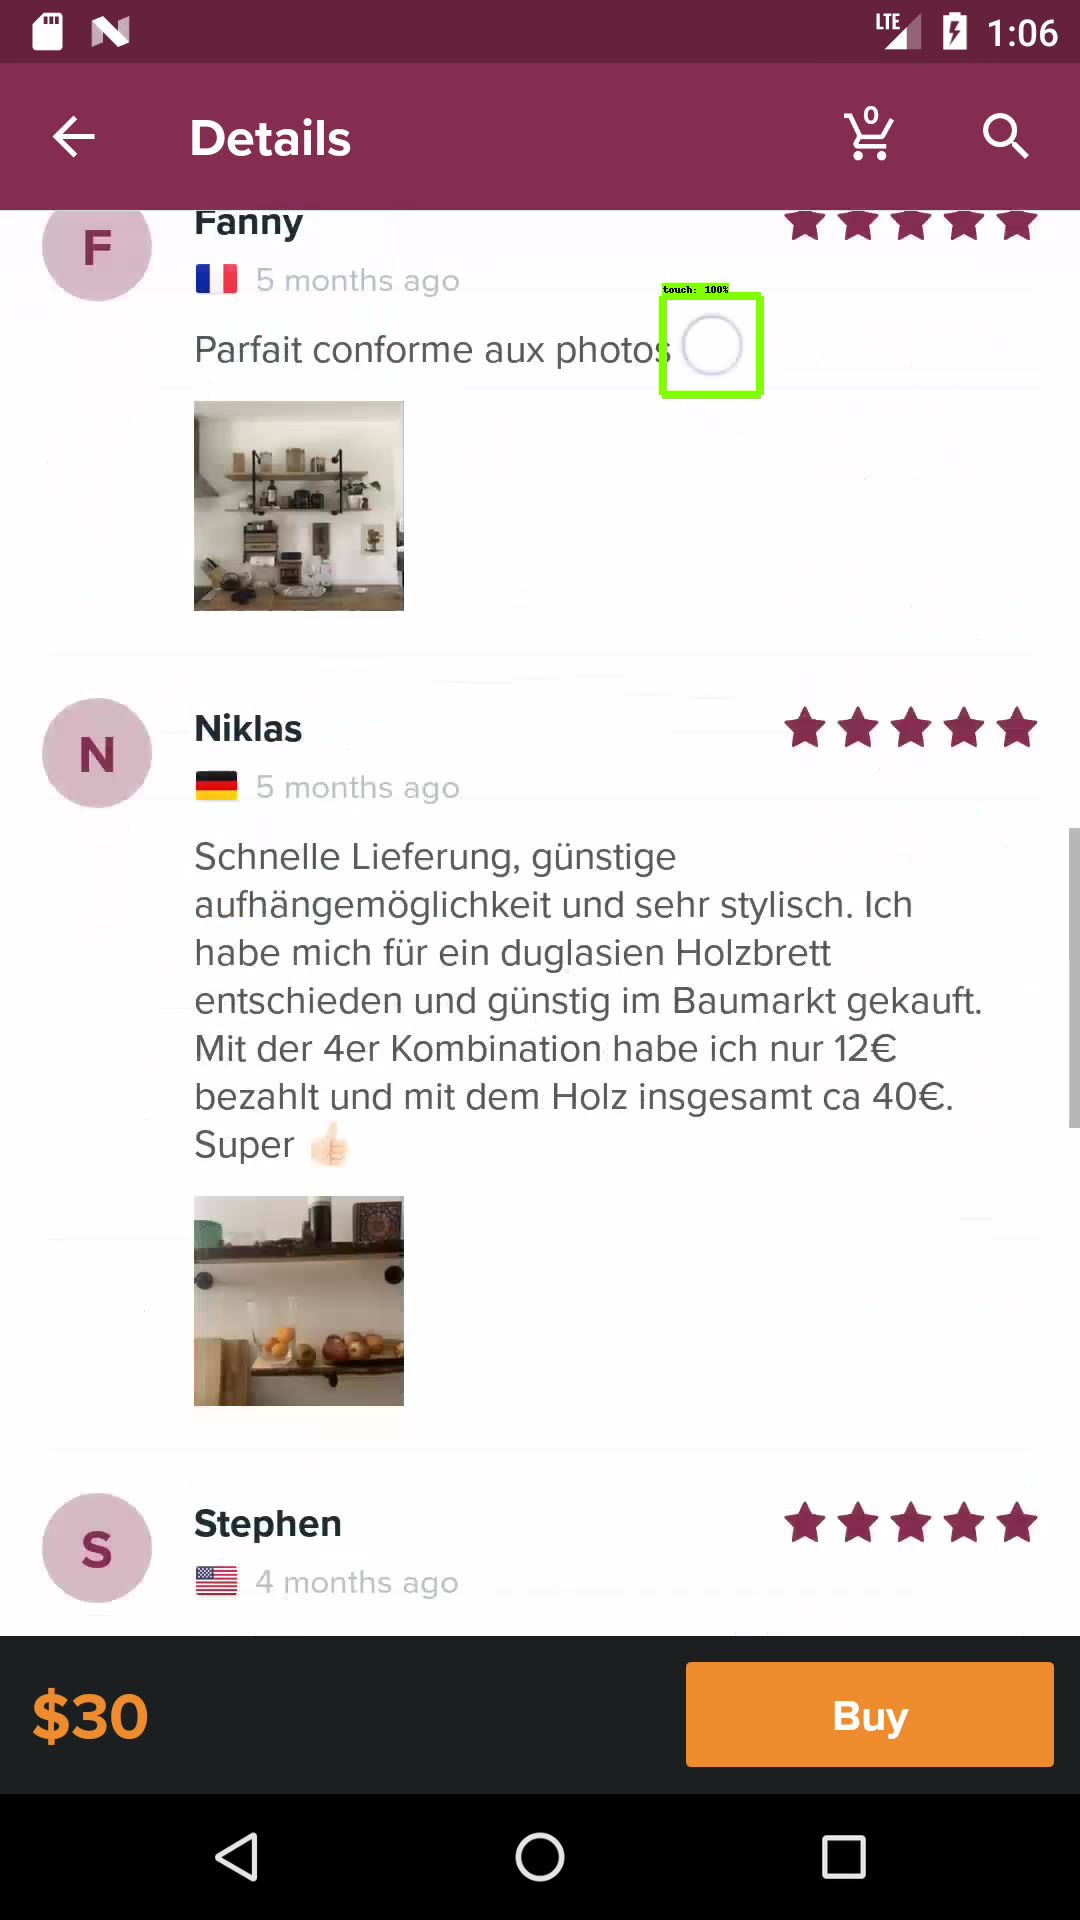 LTE 1:06
Details 0
F Fanny
5 months ago
touch: 100%
Parfait conforme aux photos
N Niklas
5 months ago
Schnelle Lieferung, günstige
aufhängemöglichkeit und sehr stylisch. Ich
habe mich für ein duglasien Holzbrett
entschieden und günstig im Baumarkt gekauft.
Mit der 4er Kombination habe ich nur 12€
bezahlt und mit dem Holz insgesamt ca 40€.
Super 👍🏻
S Stephen
4 months ago
$30 Buy